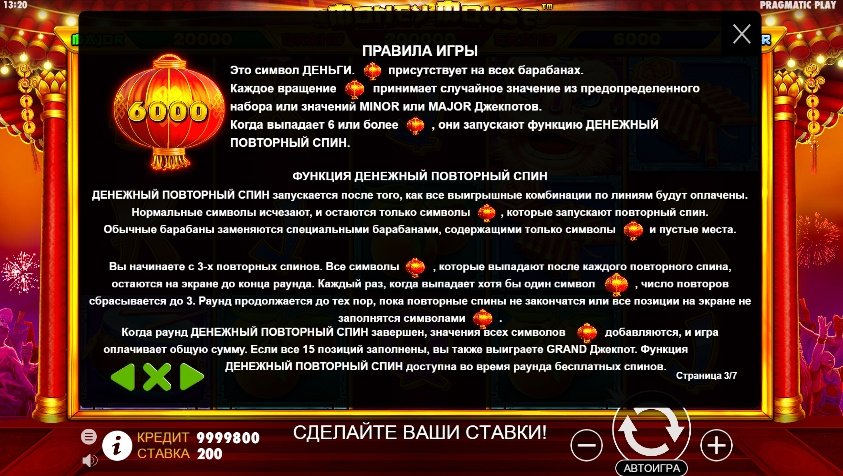 13:20
PRAGMATIC PLAY
20000
200000
6000
ПРАВИЛА ИГРЫ
6000
Это символ ДЕНЬГИ. присутствует на всех барабанах.
Каждое вращение принимает случайное значение из предопределенного
набора или значений MINOR или MAJOR Джекпотов.
Когда выпадает 6 или более , они запускают функцию ДЕНЕЖНЫЙ
ПОВТОРНЫЙ СПИН.
ФУНКЦИЯ ДЕНЕЖНЫЙ ПОВТОРНЫЙ СПИН
ДЕНЕЖНЫЙ ПОВТОРНЫЙ СПИН запускается после того, как все выигрышные комбинации по линиям будут оплачены.
Нормальные символы исчезают, и остаются только символы , которые запускают повторный спин.
Обычные барабаны заменяются специальными барабанами, содержащими только символы и пустые места.
Вы начинаете с 3-х повторных спинов. Все символы , которые выпадают после каждого повторного спина,
остаются на экране до конца раунда. Каждый раз, когда выпадает хотя бы один символ , число повторов
сбрасывается до 3. Раунд продолжается до тех пор, пока повторные спины не закончатся или все позиции на экране не
заполнятся символами .
Когда раунд ДЕНЕЖНЫЙ ПОВТОРНЫЙ СПИН завершен, значения всех символов добавляются, и игра
оплачивает общую сумму. Если все 15 позиций заполнены, вы также выиграете GRAND Джекпот. Функция
ДЕНЕЖНЫЙ ПОВТОРНЫЙ СПИН доступна во время раунда бесплатных спинов.
Страница 3/7
КРЕДИТ 9999800
СТАВКА 200
СДЕЛАЙТЕ ВАШИ СТАВКИ!
АВТОИГРА